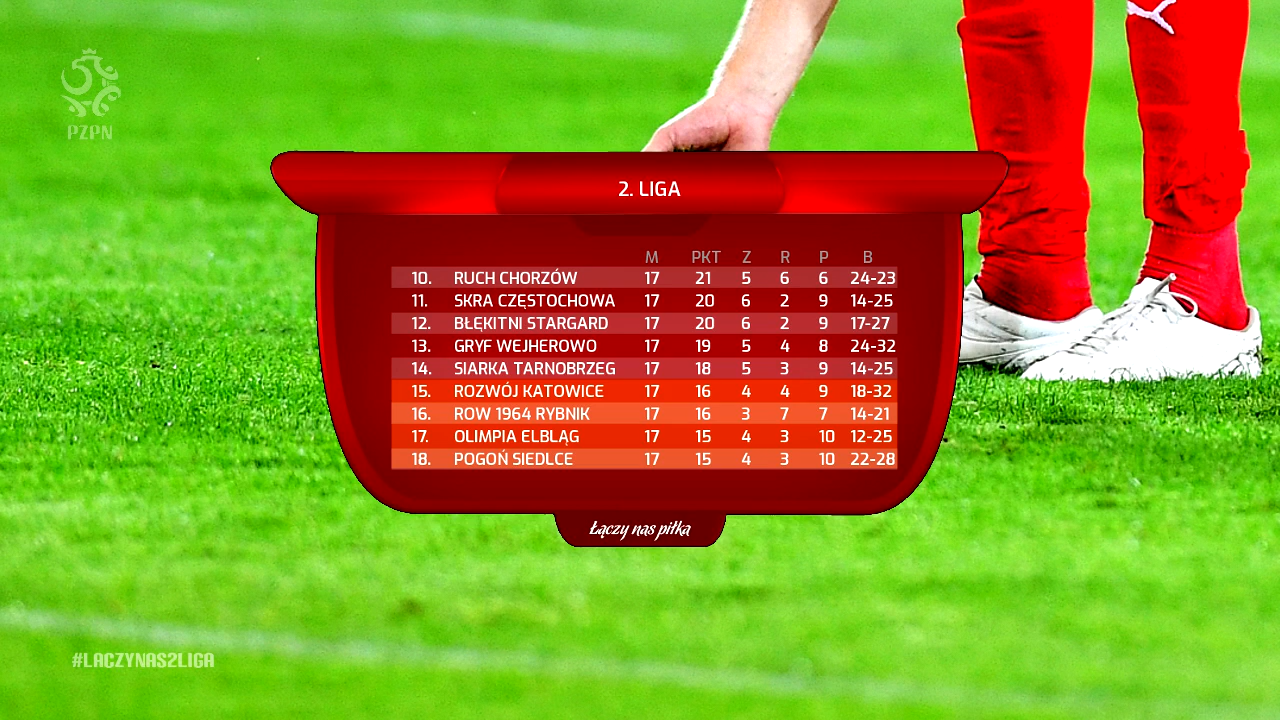 PZPN
2. LIGA
M PKT Z R P B
10. RUCH CHORZÓW 17 21 5 6 6 24-23
11. SKRA CZĘSTOCHOWA 17 20 6 2 9 14-25
12. BŁĘKITNI STARGARD 17 20 6 2 9 17-27
13. GRYF WEJHEROWO 17 19 5 4 8 24-32
14. SIARKA TARNOBRZEG 17 18 5 3 9 14-25
15. ROZWÓJ KATOWICE 17 16 4 4 9 18-32
16. ROW 1964 RYBNIK 17 16 3 7 7 14-21
17. OLIMPIA ELBLĄG 17 15 4 3 10 12-25
18. POGOŃ SIEDLCE 17 15 4 3 10 22-28
Łączy nas piłka
#LACZYNAS2LIGA